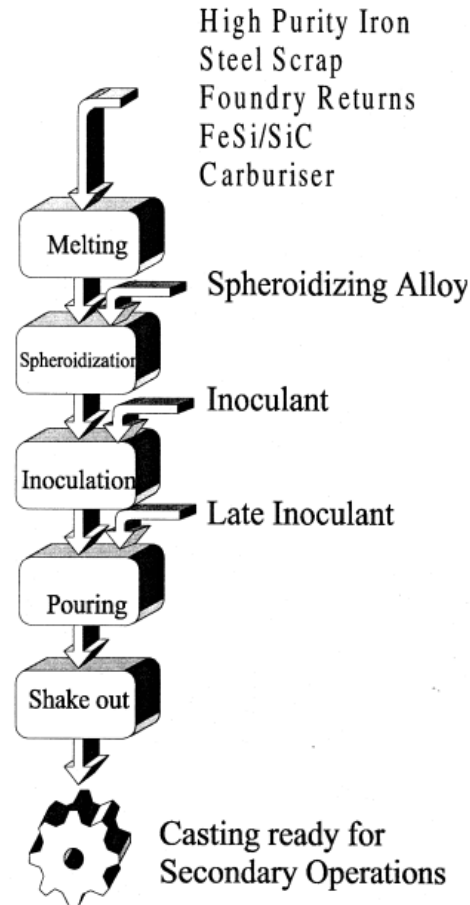 High Purity Iron
Steel Scrap
Foundry Returns
FeSi/SiC
Carburiser
Melting
Spheroidizing Alloy
Spheroidization
Inoculant
Inoculation
Late Inoculant
Pouring
Shake out
Casting ready for
Secondary Operations